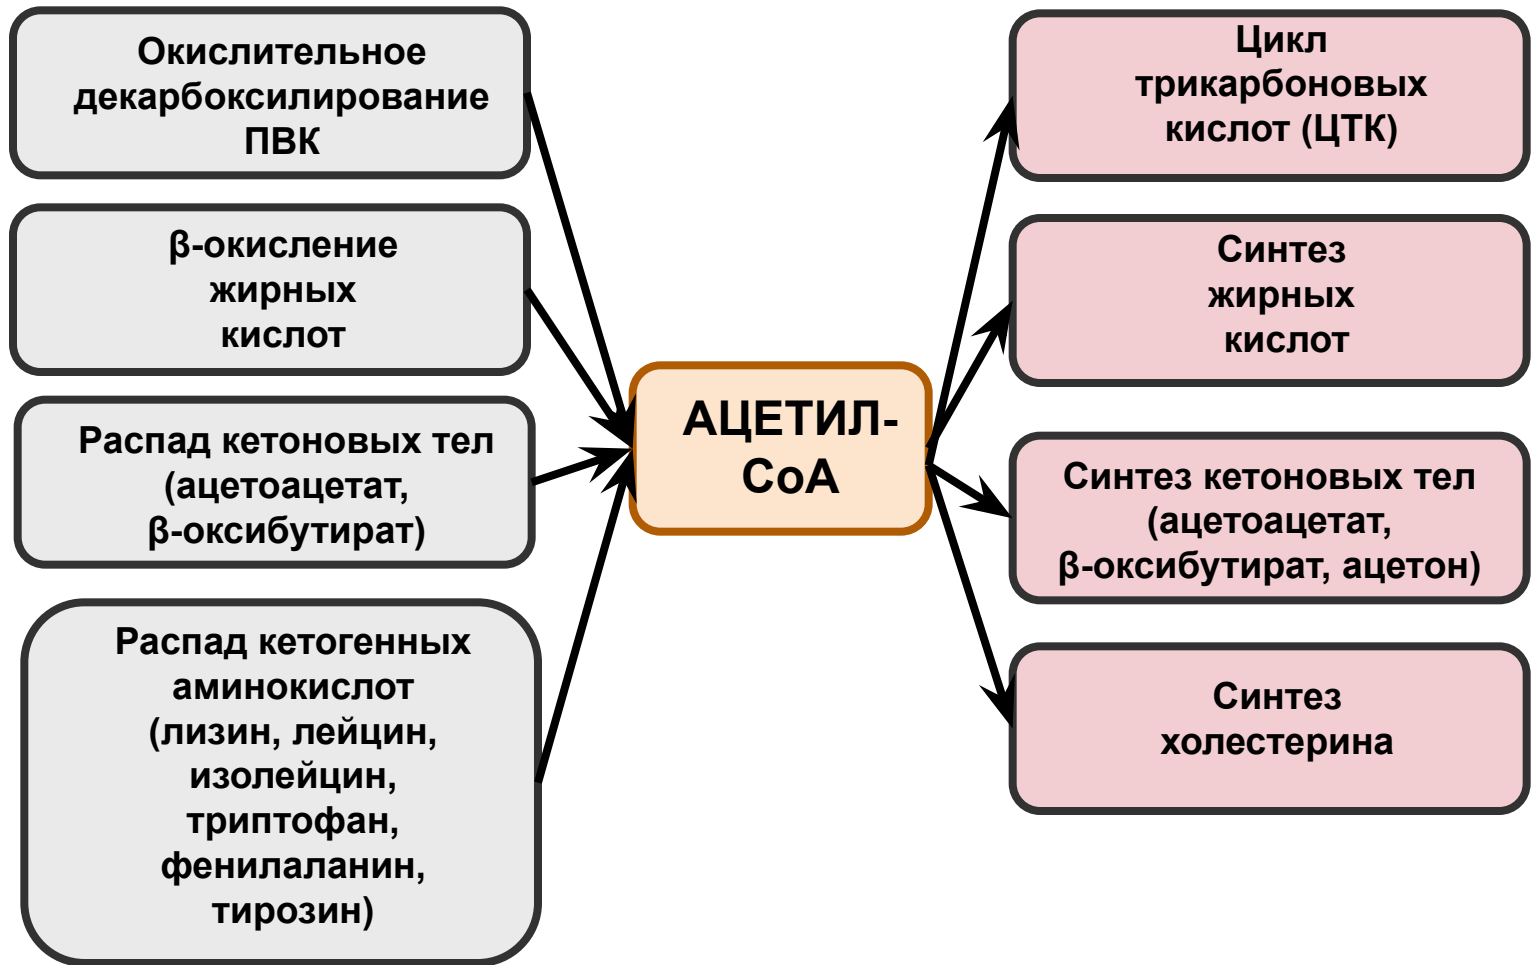 Окислительное
декарбоксилирование
ПВК
β-окисление
жирных
кислот
Распад кетоновых тел
(ацетоацетат,
β-оксибутират)
Распад кетогенных
аминокислот
(лизин, лейцин,
изолейцин,
триптофан,
фенилаланин,
тирозин)
АЦЕТИЛ-
СоА
Цикл
трикарбоновых
кислот (ЦТК)
Синтез
жирных
кислот
Синтез кетоновых тел
(ацетоацетат,
β-оксибутират, ацетон)
Синтез
холестерина